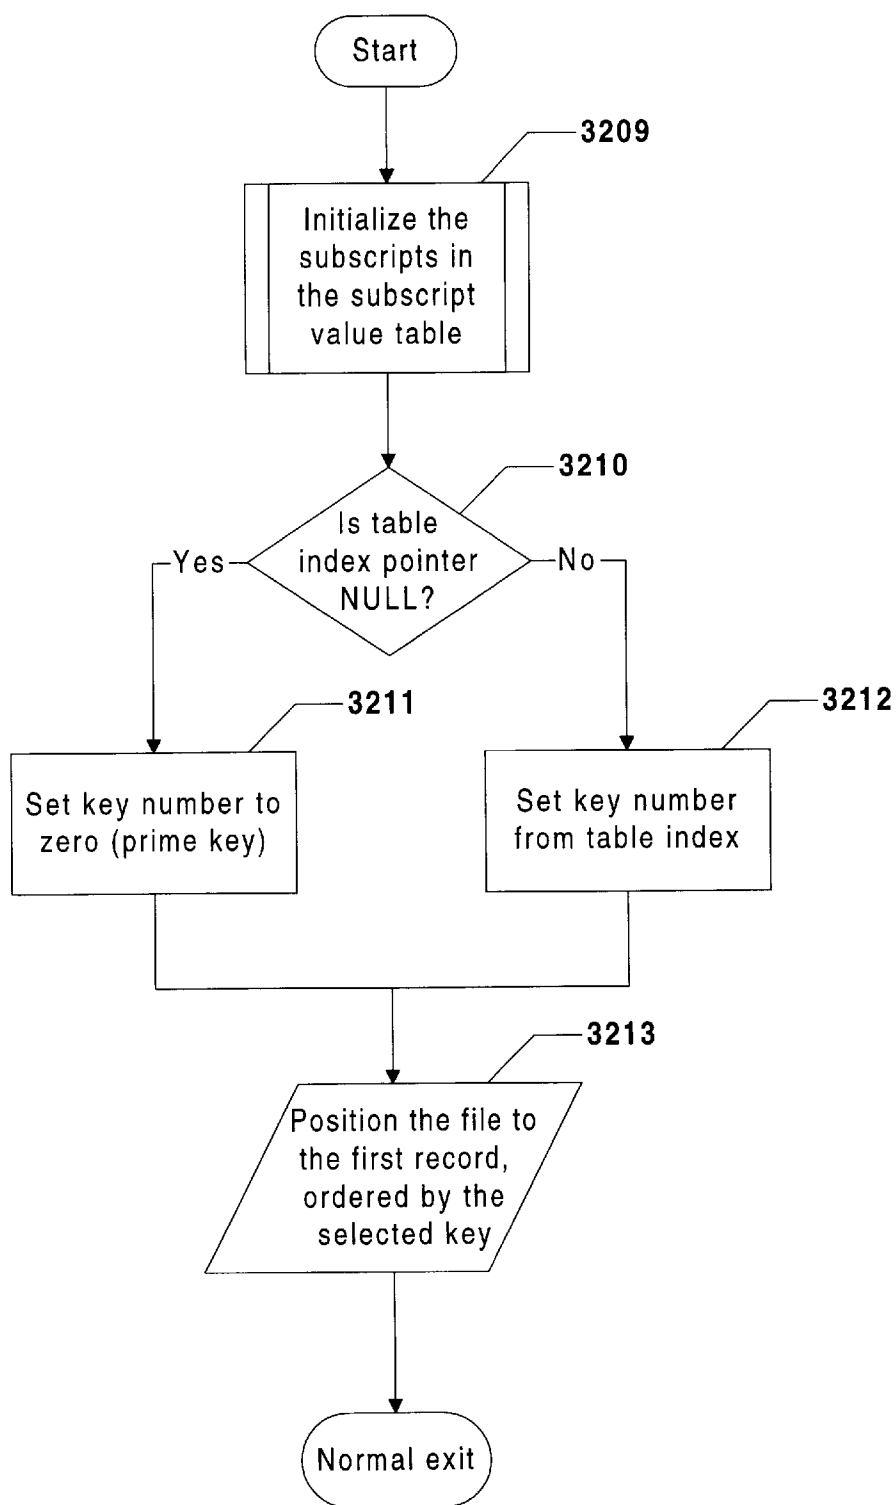 Start
3209
Initialize the
subscripts in
the subscript
value table
3210
Is table
index pointer
NULL?
Yes
No
3211
3212
Set key number to
zero (prime key)
Set key number
from table index
3213
Position the file to
the first record,
ordered by the
selected key
Normal exit